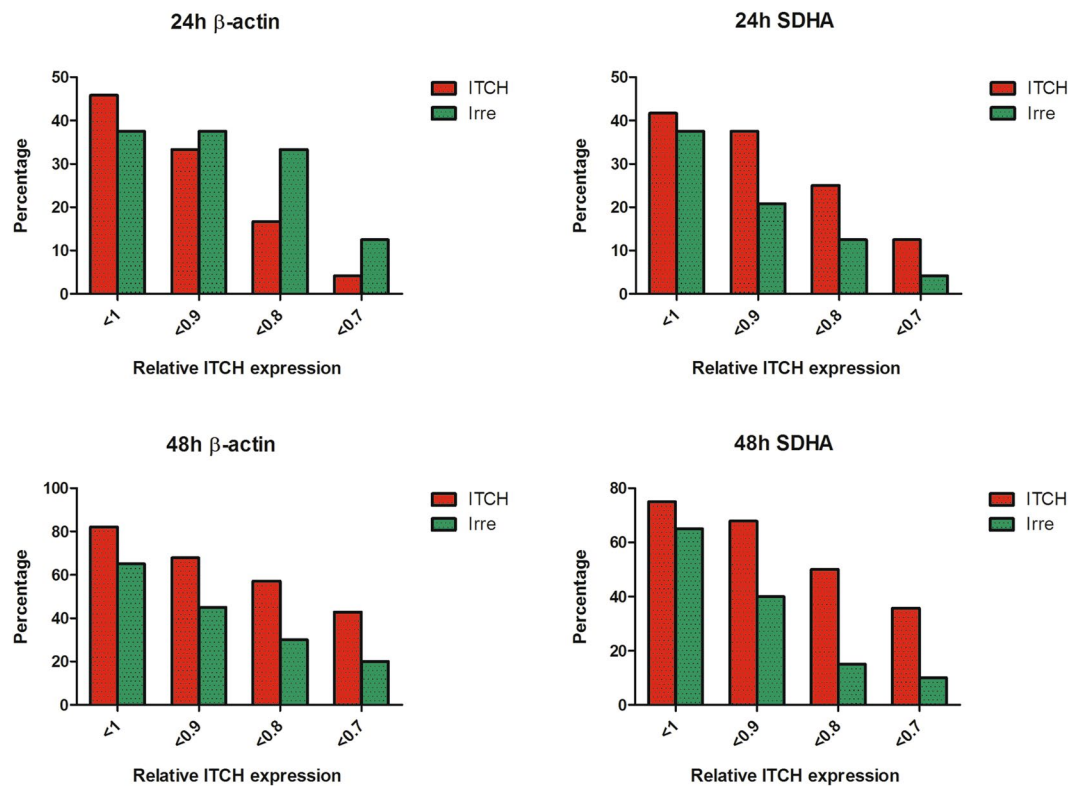 24h β-actin
50
40
30
20
10
0
Percentage
<1
<0.9
<0.8
<0.7
Relative ITCH expression
ITCH
Irre
24h SDHA
50
40
30
20
10
0
Percentage
<1
<0.9
<0.8
<0.7
Relative ITCH expression
ITCH
Irre
48h β-actin
100
80
60
40
20
0
Percentage
<1
<0.9
<0.8
<0.7
Relative ITCH expression
ITCH
Irre
48h SDHA
80
60
40
20
0
Percentage
<1
<0.9
<0.8
<0.7
Relative ITCH expression
ITCH
Irre